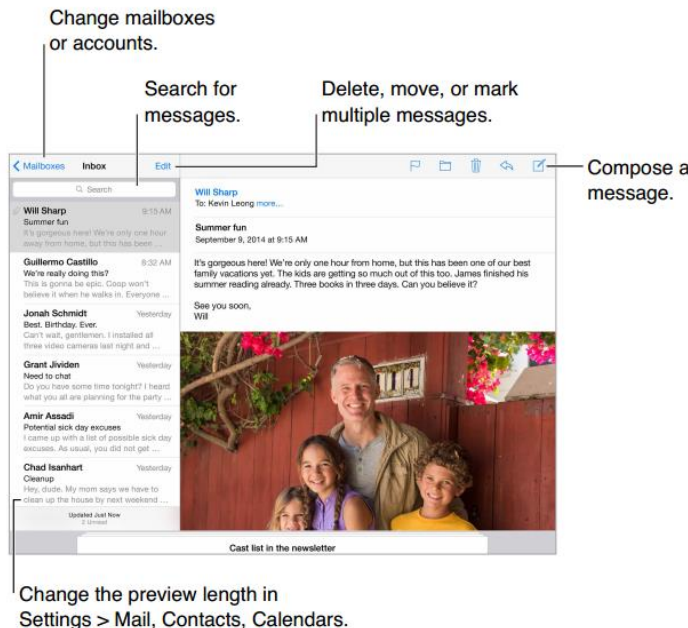 Change mailboxes
or accounts.
Search for
messages.
Delete, move, or mark
multiple messages.
Compose a
message.
Mailboxes Inbox Edit
Search
Will Sharp 9:15 AM
Summer fun
It's gorgeous here! We're only one hour
away from home, but this has been ...
Guillermo Castillo 8:32 AM
We're really doing this?
This is gonna be epic. Coop won't
believe it when he walks in. Everyone ...
Jonah Schmidt Yesterday
Best. Birthday. Ever.
Can't wait, gentlemen. I installed all
three video cameras last night and ...
Grant Jividen Yesterday
Need to chat
Do you have some time tonight? I heard
what you all are planning for the party ...
Amir Assadi Yesterday
Potential sick day excuses
I came up with a list of possible sick day
excuses. As usual, you did not get ...
Chad Isanhart Yesterday
Cleanup
Hey, dude. My mom says we have to
clean up the house by next weekend ...
Updated Just Now
2 Unread
Will Sharp
To: Kevin Leong more...
Summer fun
September 9, 2014 at 9:15 AM
It's gorgeous here! We're only one hour from home, but this has been one of our best
family vacations yet. The kids are getting so much out of this too. James finished his
summer reading already. Three books in three days. Can you believe it?
See you soon,
Will
Cast list in the newsletter
Change the preview length in
Settings > Mail, Contacts, Calendars.